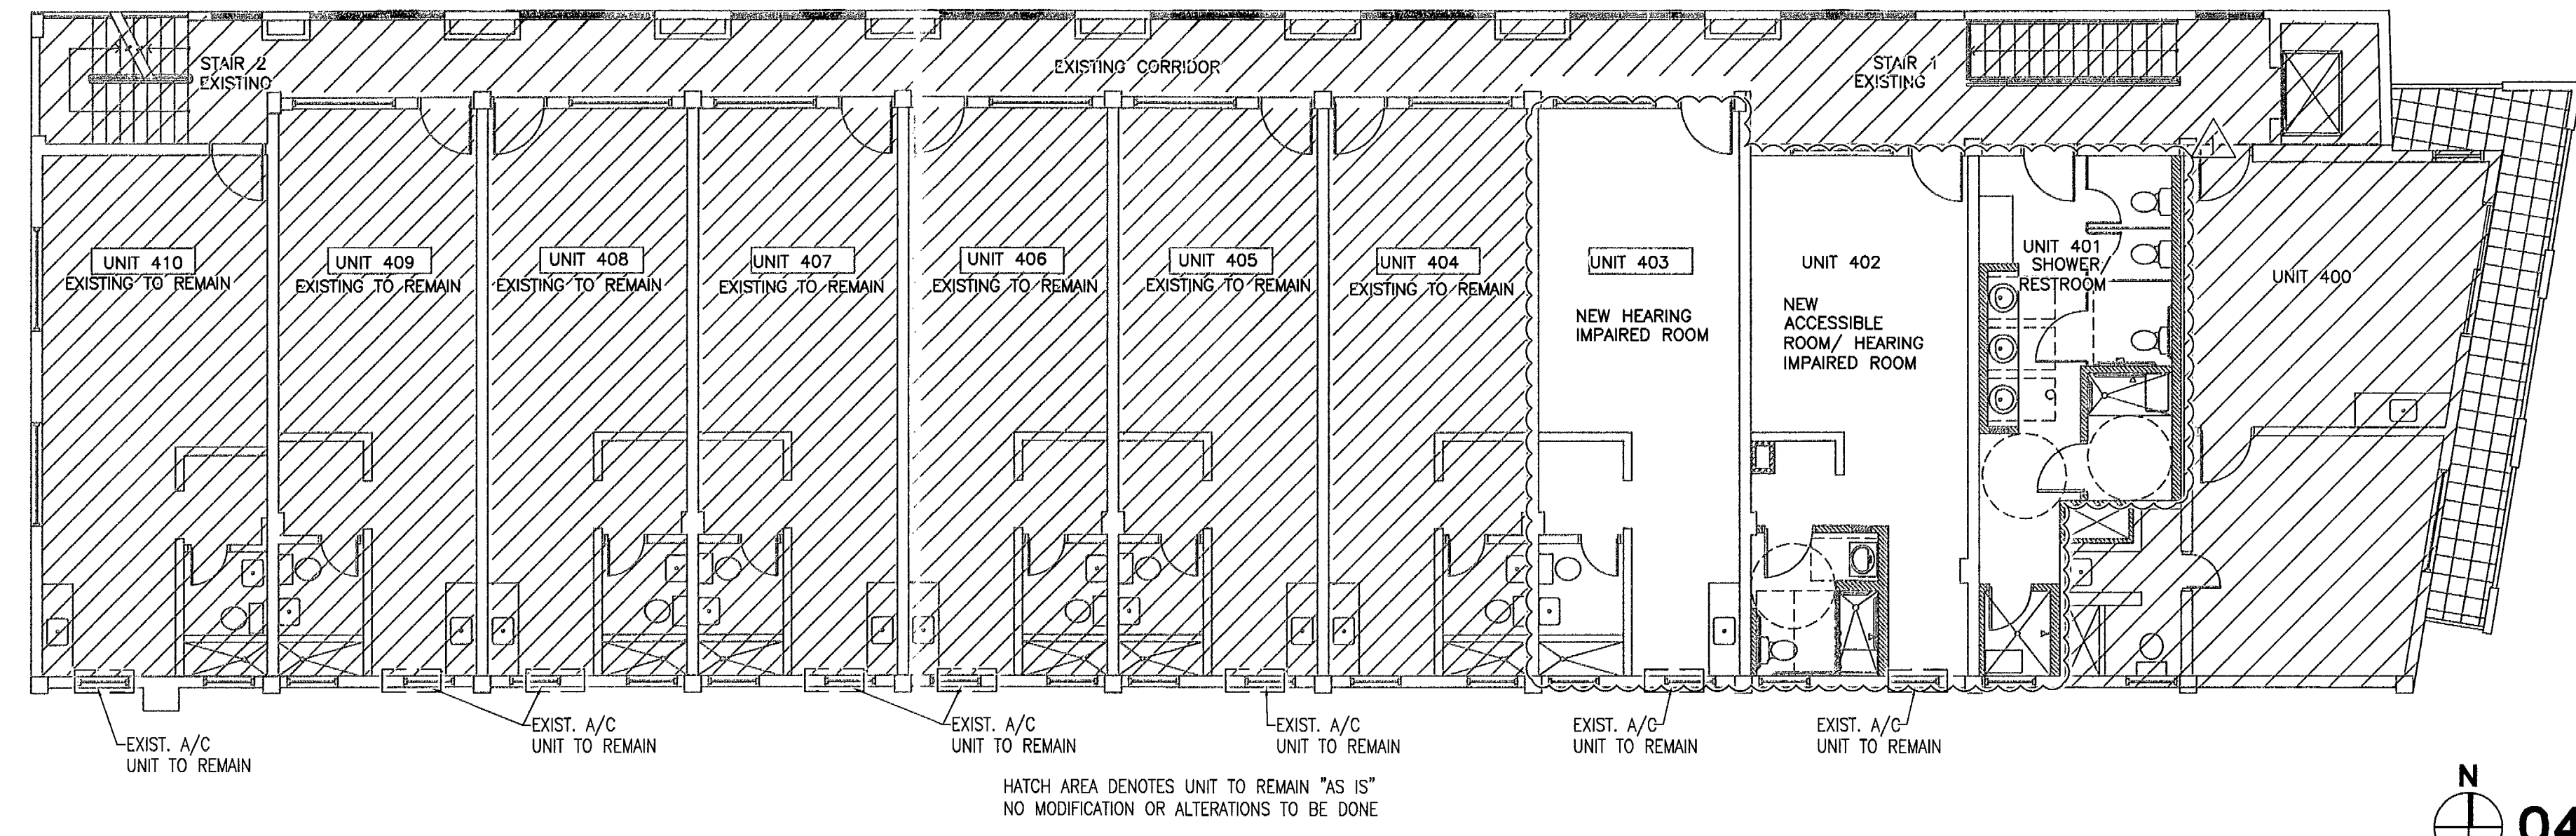 STAIR 2
EXISTING
EXISTING CORRIDOR
STAIR 1
EXISTING
UNIT 410
EXISTING TO REMAIN
UNIT 409
EXISTING TO REMAIN
UNIT 408
EXISTING TO REMAIN
UNIT 407
EXISTING TO REMAIN
UNIT 406
EXISTING TO REMAIN
UNIT 405
EXISTING TO REMAIN
UNIT 404
EXISTING TO REMAIN
UNIT 403
NEW HEARING
IMPAIRED ROOM
UNIT 402
NEW
ACCESSIBLE
ROOM/ HEARING
IMPAIRED ROOM
UNIT 401
SHOWER
RESTROOM
UNIT 400
EXIST. A/C
UNIT TO REMAIN
EXIST. A/C
UNIT TO REMAIN
EXIST. A/C
UNIT TO REMAIN
EXIST. A/C
UNIT TO REMAIN
EXIST. A/C
UNIT TO REMAIN
EXIST. A/C
UNIT TO REMAIN
HATCH AREA DENOTES UNIT TO REMAIN "AS IS"
NO MODIFICATION OR ALTERATIONS TO BE DONE
N
04